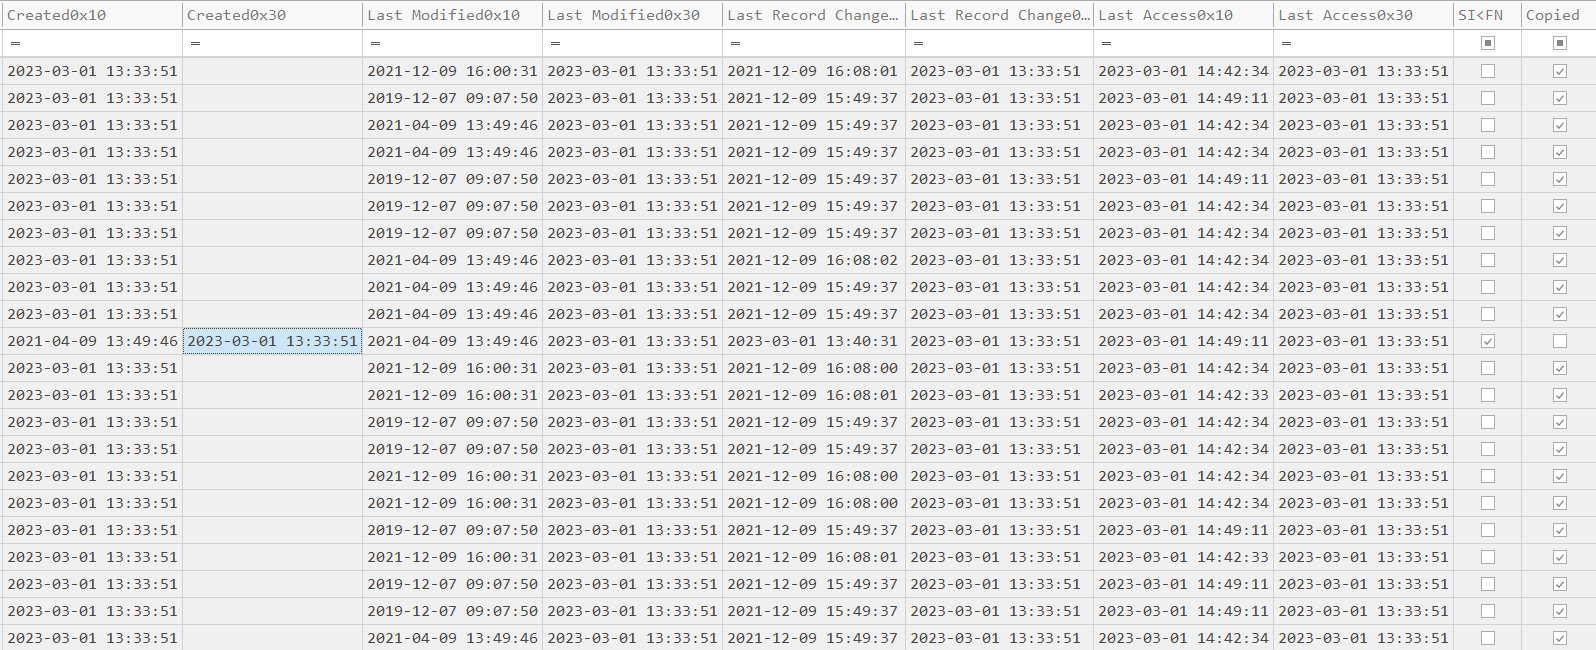 Created0x10 Created0x30 Last Modified0x10 Last Modified0x30 Last Record Change… Last Record Change0… Last Access0x10 Last Access0x30 SI<FN Copied
= = = = = = = =
2023-03-01 13:33:51 2021-12-09 16:00:31 2023-03-01 13:33:51 2021-12-09 16:08:01 2023-03-01 13:33:51 2023-03-01 14:42:34 2023-03-01 13:33:51
2023-03-01 13:33:51 2019-12-07 09:07:50 2023-03-01 13:33:51 2021-12-09 15:49:37 2023-03-01 13:33:51 2023-03-01 14:49:11 2023-03-01 13:33:51
2023-03-01 13:33:51 2021-04-09 13:49:46 2023-03-01 13:33:51 2021-12-09 15:49:37 2023-03-01 13:33:51 2023-03-01 14:42:34 2023-03-01 13:33:51
2023-03-01 13:33:51 2021-04-09 13:49:46 2023-03-01 13:33:51 2021-12-09 15:49:37 2023-03-01 13:33:51 2023-03-01 14:42:34 2023-03-01 13:33:51
2023-03-01 13:33:51 2019-12-07 09:07:50 2023-03-01 13:33:51 2021-12-09 15:49:37 2023-03-01 13:33:51 2023-03-01 14:49:11 2023-03-01 13:33:51
2023-03-01 13:33:51 2019-12-07 09:07:50 2023-03-01 13:33:51 2021-12-09 15:49:37 2023-03-01 13:33:51 2023-03-01 14:42:34 2023-03-01 13:33:51
2023-03-01 13:33:51 2019-12-07 09:07:50 2023-03-01 13:33:51 2021-12-09 15:49:37 2023-03-01 13:33:51 2023-03-01 14:42:34 2023-03-01 13:33:51
2023-03-01 13:33:51 2021-04-09 13:49:46 2023-03-01 13:33:51 2021-12-09 16:08:02 2023-03-01 13:33:51 2023-03-01 14:42:34 2023-03-01 13:33:51
2023-03-01 13:33:51 2021-04-09 13:49:46 2023-03-01 13:33:51 2021-12-09 15:49:37 2023-03-01 13:33:51 2023-03-01 14:42:34 2023-03-01 13:33:51
2023-03-01 13:33:51 2021-04-09 13:49:46 2023-03-01 13:33:51 2021-12-09 15:49:37 2023-03-01 13:33:51 2023-03-01 14:42:34 2023-03-01 13:33:51
2021-04-09 13:49:46 2023-03-01 13:33:51 2021-04-09 13:49:46 2023-03-01 13:33:51 2023-03-01 13:40:31 2023-03-01 13:33:51 2023-03-01 14:49:11 2023-03-01 13:33:51
2023-03-01 13:33:51 2021-12-09 16:00:31 2023-03-01 13:33:51 2021-12-09 16:08:00 2023-03-01 13:33:51 2023-03-01 14:42:34 2023-03-01 13:33:51
2023-03-01 13:33:51 2021-12-09 16:00:31 2023-03-01 13:33:51 2021-12-09 16:08:01 2023-03-01 13:33:51 2023-03-01 14:42:33 2023-03-01 13:33:51
2023-03-01 13:33:51 2019-12-07 09:07:50 2023-03-01 13:33:51 2021-12-09 15:49:37 2023-03-01 13:33:51 2023-03-01 14:42:34 2023-03-01 13:33:51
2023-03-01 13:33:51 2019-12-07 09:07:50 2023-03-01 13:33:51 2021-12-09 15:49:37 2023-03-01 13:33:51 2023-03-01 14:42:34 2023-03-01 13:33:51
2023-03-01 13:33:51 2021-12-09 16:00:31 2023-03-01 13:33:51 2021-12-09 16:08:00 2023-03-01 13:33:51 2023-03-01 14:42:34 2023-03-01 13:33:51
2023-03-01 13:33:51 2021-12-09 16:00:31 2023-03-01 13:33:51 2021-12-09 16:08:00 2023-03-01 13:33:51 2023-03-01 14:42:34 2023-03-01 13:33:51
2023-03-01 13:33:51 2019-12-07 09:07:50 2023-03-01 13:33:51 2021-12-09 15:49:37 2023-03-01 13:33:51 2023-03-01 14:49:11 2023-03-01 13:33:51
2023-03-01 13:33:51 2021-12-09 16:00:31 2023-03-01 13:33:51 2021-12-09 16:08:01 2023-03-01 13:33:51 2023-03-01 14:42:33 2023-03-01 13:33:51
2023-03-01 13:33:51 2019-12-07 09:07:50 2023-03-01 13:33:51 2021-12-09 15:49:37 2023-03-01 13:33:51 2023-03-01 14:49:11 2023-03-01 13:33:51
2023-03-01 13:33:51 2019-12-07 09:07:50 2023-03-01 13:33:51 2021-12-09 15:49:37 2023-03-01 13:33:51 2023-03-01 14:49:11 2023-03-01 13:33:51
2023-03-01 13:33:51 2021-04-09 13:49:46 2023-03-01 13:33:51 2021-12-09 15:49:37 2023-03-01 13:33:51 2023-03-01 14:42:34 2023-03-01 13:33:51